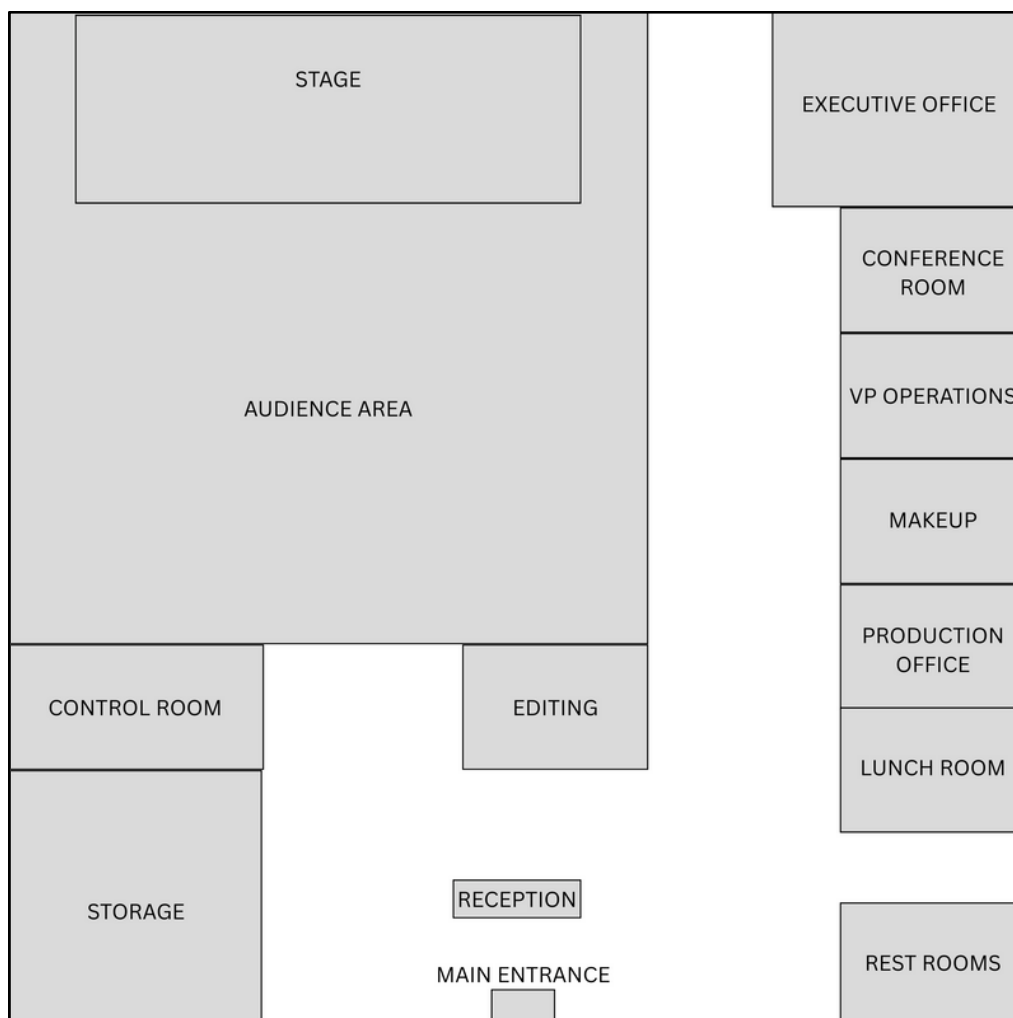 STAGE
EXECUTIVE OFFICE
CONFERENCE
ROOM
VP OPERATIONS
AUDIENCE AREA
MAKEUP
PRODUCTION
OFFICE
CONTROL ROOM
EDITING
LUNCH ROOM
RECEPTION
STORAGE
REST ROOMS
MAIN ENTRANCE